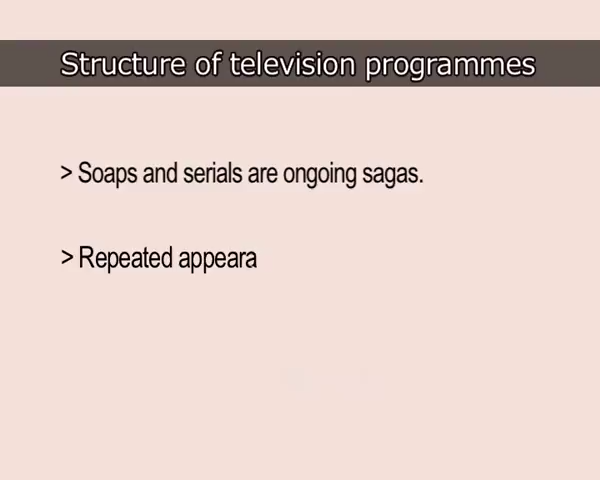 Structure of television programmes
> Soaps and serials are ongoing sagas.
> Repeated appeara